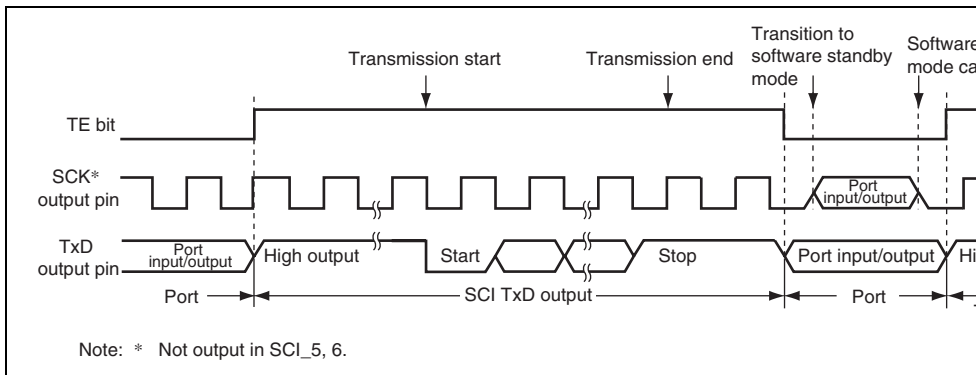 Transmission start
Transmission end
Transition to
software standby
mode
Software
mode ca
TE bit
SCK*
output pin
Port
input/output
TxD
output pin
Port
input/output
High output
Start
Stop
Port input/output
Hi
Port
SCI TxD output
Port
Note: * Not output in SCI_5, 6.